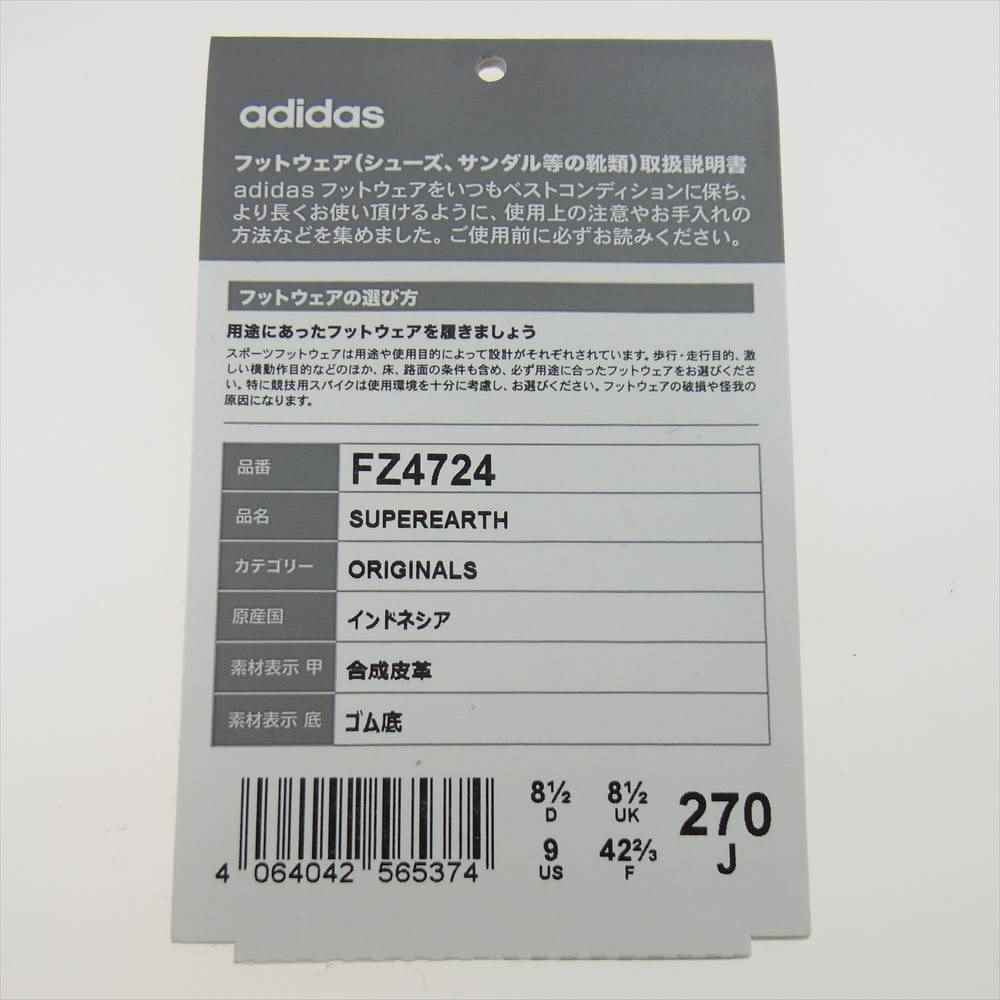 adidas
フットウェア(シューズ、サンダル等の靴類)取扱説明書
adidas フットウェアをいつもベストコンディションに保ち、
より長くお使い頂けるように、使用上の注意やお手入れの
方法などを集めました。ご使用前に必ずお読みください。
フットウェアの選び方
用途にあったフットウェアを履きましょう
スポーツフットウェアは用途や使用目的によって設計がそれぞれされています。歩行・走行目的、激
しい横動作目的などのほか、床、路面の条件も含め、必ず用途に合ったフットウェアをお選びくださ
い。特に競技用スパイクは使用環境を十分に考慮し、お選びください。フットウェアの破損や怪我の
原因になります。
品番 FZ4724
品名 SUPEREARTH
カテゴリー ORIGINALS
原産国 インドネシア
素材表示 甲 合成皮革
素材表示 底 ゴム底
8½ 8½ 270
D UK J
9 42⅔
US F
4 064042 565374